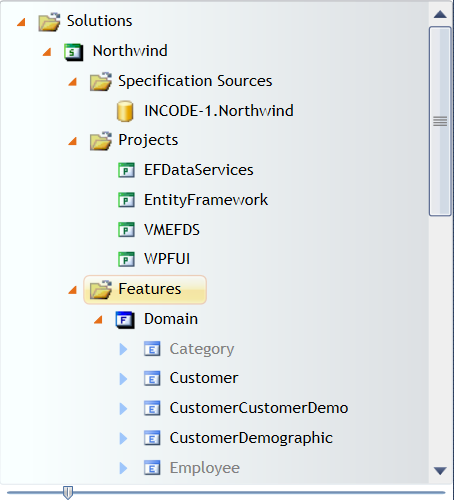 Solutions
Northwind
Specification Sources
INCODE-1.Northwind
Projects
EFDataServices
EntityFramework
VMEFDS
WPFUI
Features
Domain
Category
Customer
CustomerCustomerDemo
CustomerDemographic
Employee